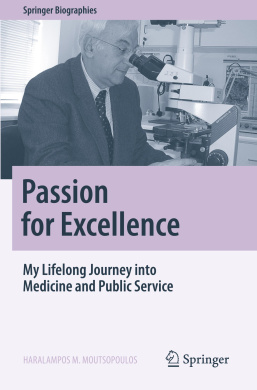 Springer Biographies
Passion
for Excellence
My Lifelong Journey into
Medicine and Public Service
HARALAMPOS M. MOUTSOPOULOS
Springer